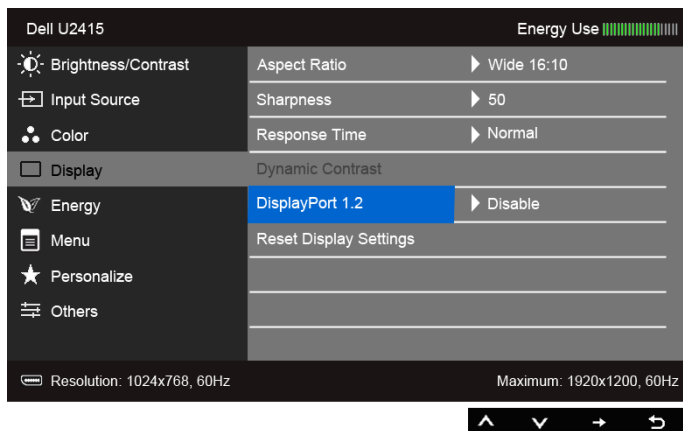 Dell U2415 Energy Use
Brightness/Contrast Aspect Ratio Wide 16:10
Input Source Sharpness 50
Color Response Time Normal
Display Dynamic Contrast
Energy DisplayPort 1.2 Disable
Menu Reset Display Settings
Personalize
Others
Resolution: 1024x768, 60Hz Maximum: 1920x1200, 60Hz